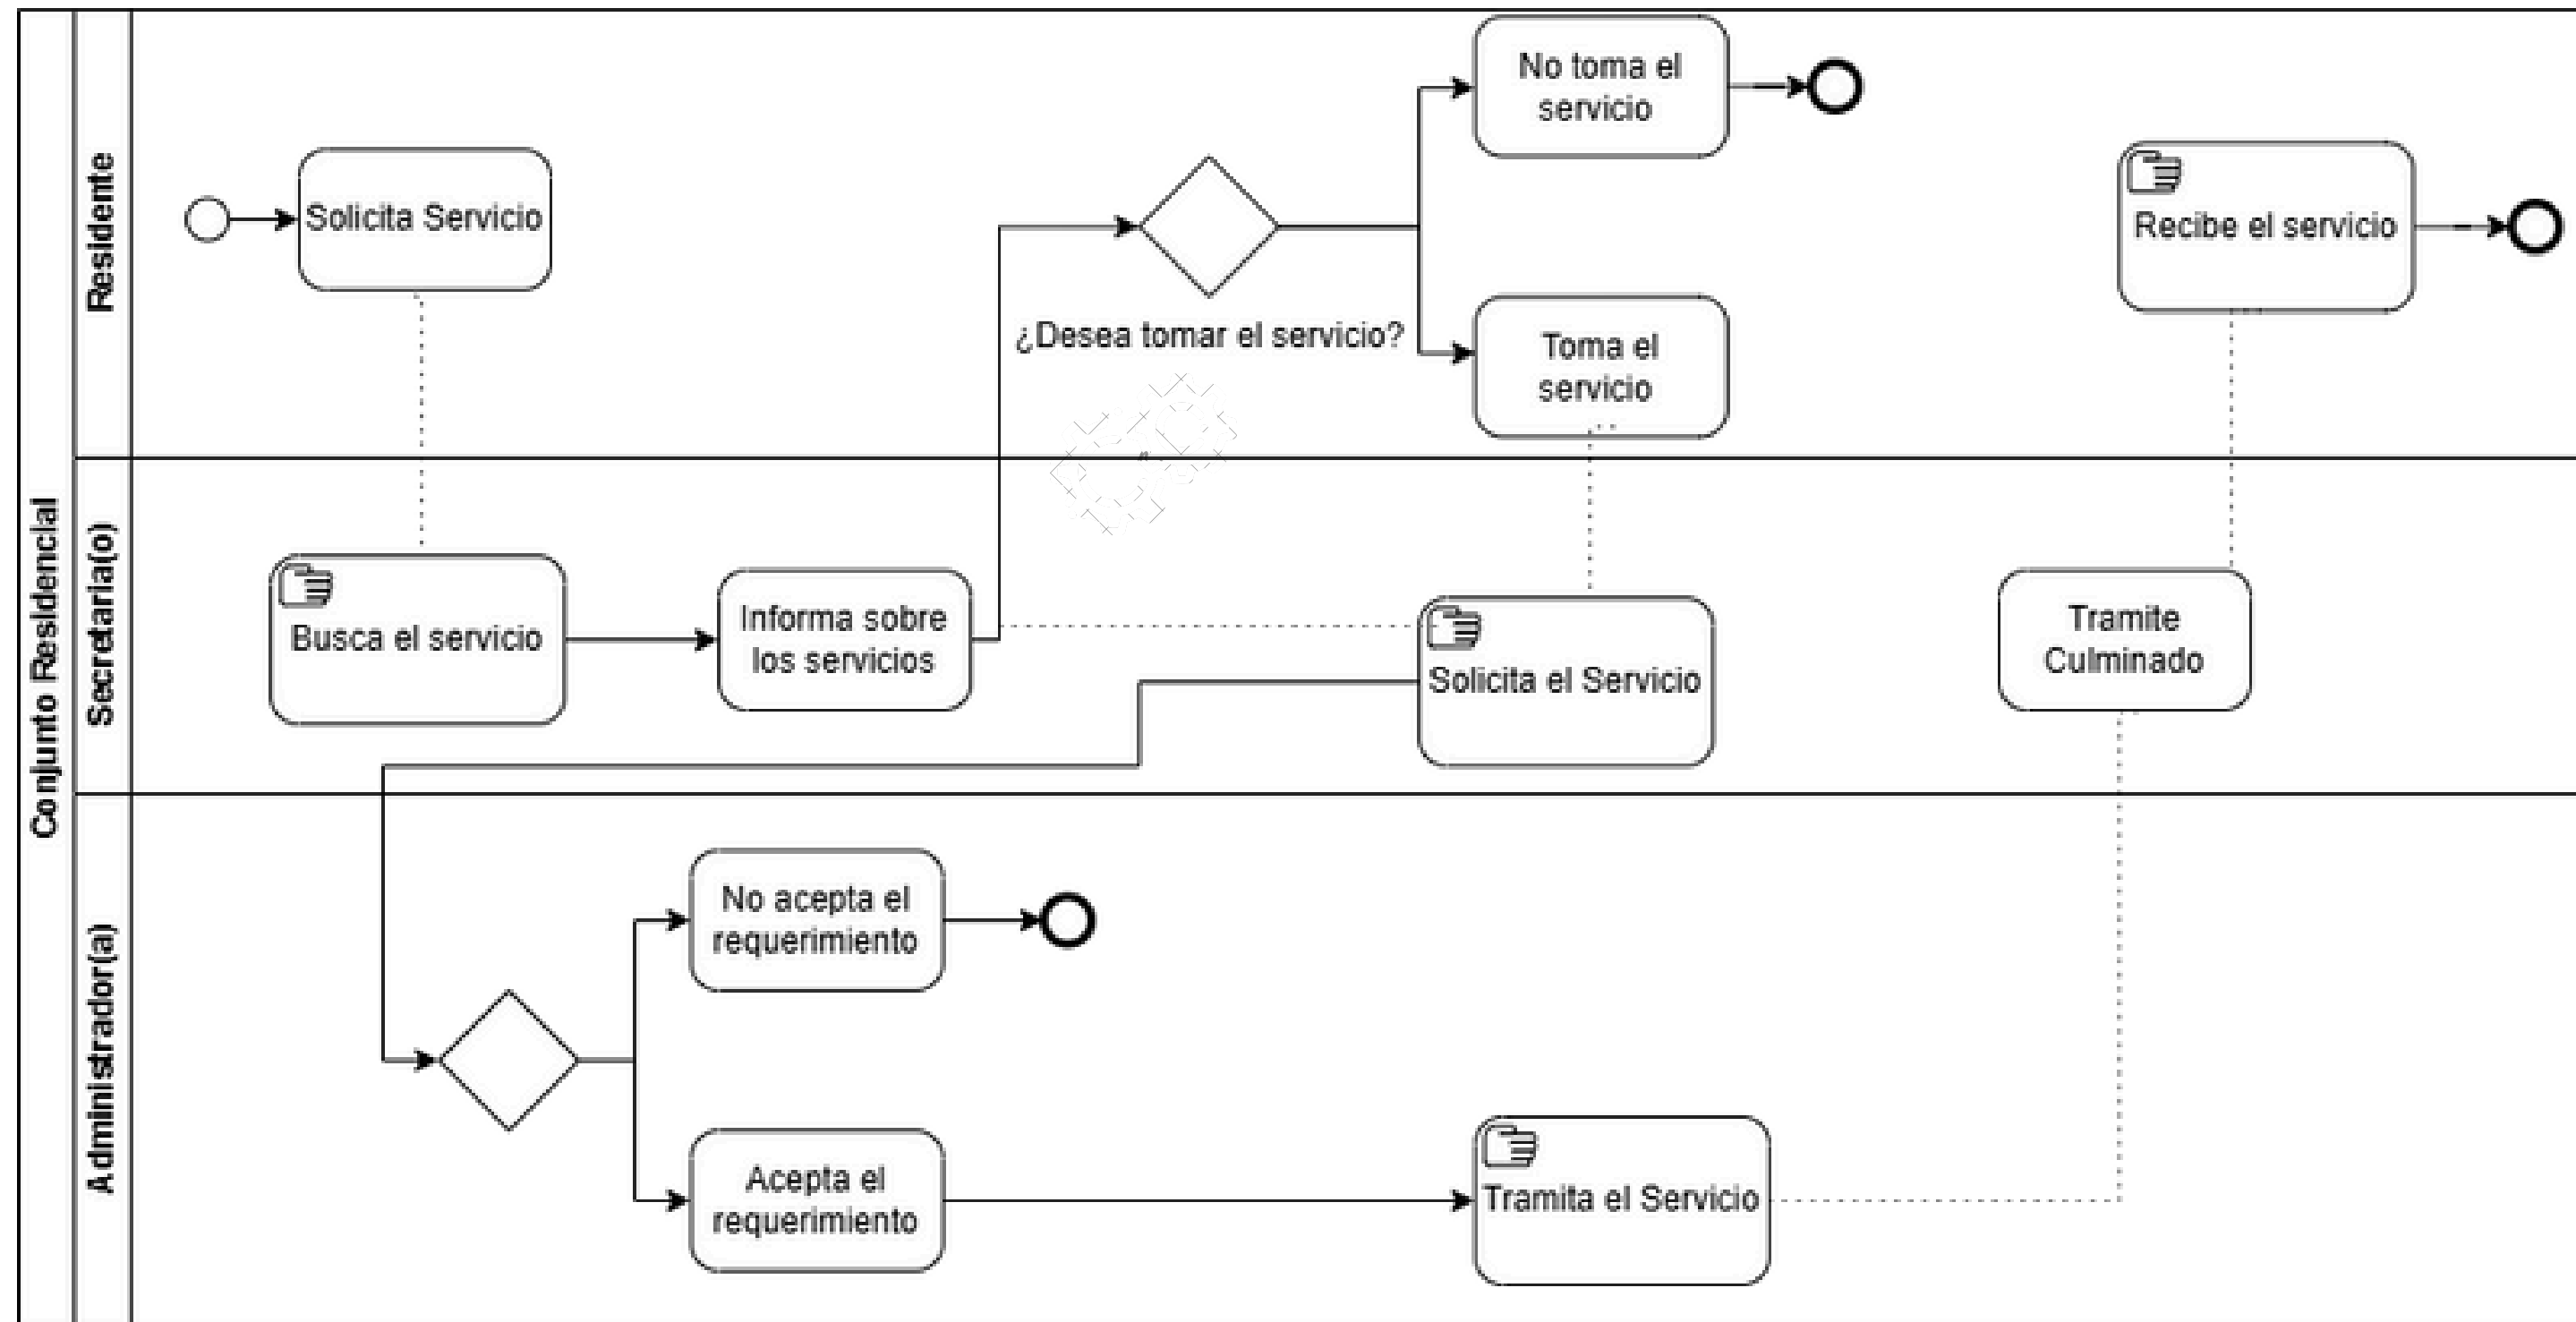 Conjunto Residencial
Residente
Solicita Servicio
¿Desea tomar el servicio?
No toma el
servicio
Toma el
servicio
Recibe el servicio
Secretaria(o)
Busca el servicio
Informa sobre
los servicios
Solicita el Servicio
Tramite
Culminado
Administrador(a)
No acepta el
requerimiento
Acepta el
requerimiento
Tramita el Servicio